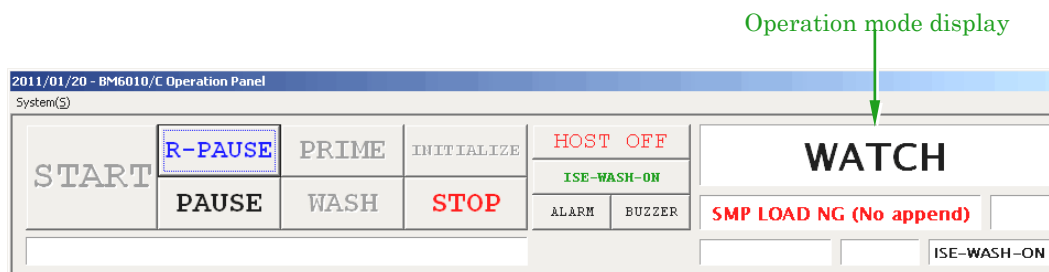 Operation mode display
2011/01/20 - BM6010/C Operation Panel
System(S)
START
R-PAUSE
PRIME
INITIALIZE
PAUSE
WASH
STOP
HOST OFF
ISE-WASH-ON
ALARM
BUZZER
WATCH
SMP LOAD NG (No append)
ISE-WASH-ON